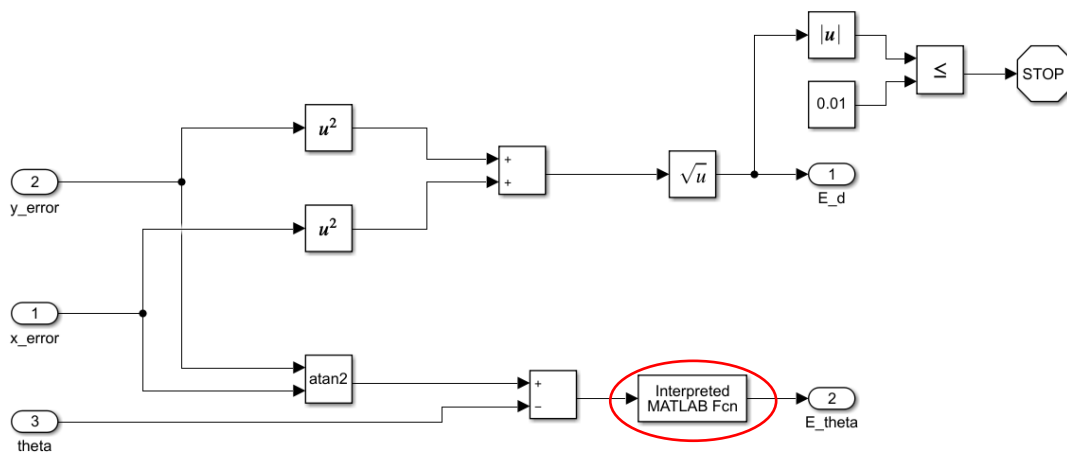 |u|
≤
STOP
0.01
u²
2
y_error
+
+
√u
1
E_d
u²
1
x_error
atan2
+
−
Interpreted
MATLAB Fcn
2
E_theta
3
theta